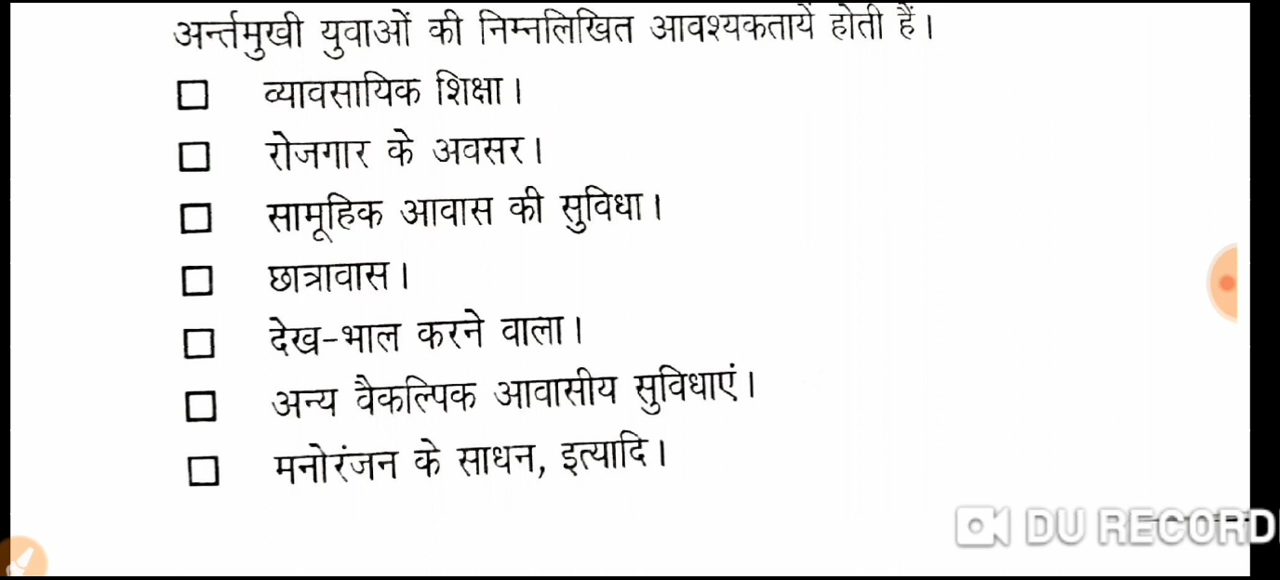 अर्न्तमुखी युवाओं की निम्नलिखित आवश्यकतायें होती हैं।
व्यावसायिक शिक्षा।
रोजगार के अवसर।
सामूहिक आवास की सुविधा।
छात्रावास।
देख-भाल करने वाला।
अन्य वैकल्पिक आवासीय सुविधाएं।
मनोरंजन के साधन, इत्यादि।
DU RECORD